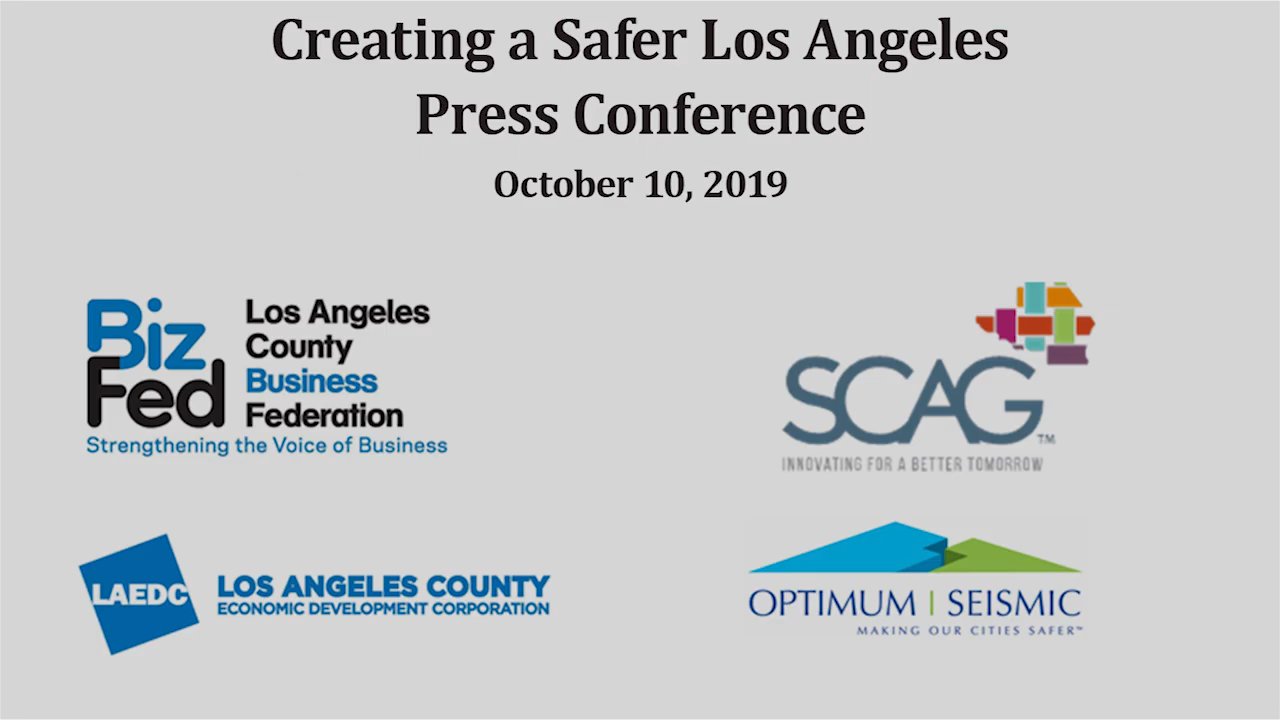 Creating a Safer Los Angeles
Press Conference
October 10, 2019
Biz
Fed
Los Angeles
County
Business
Federation
Strengthening the Voice of Business
SCAG™
INNOVATING FOR A BETTER TOMORROW
LAEDC
LOS ANGELES COUNTY
ECONOMIC DEVELOPMENT CORPORATION
OPTIMUM | SEISMIC
MAKING OUR CITIES SAFER™